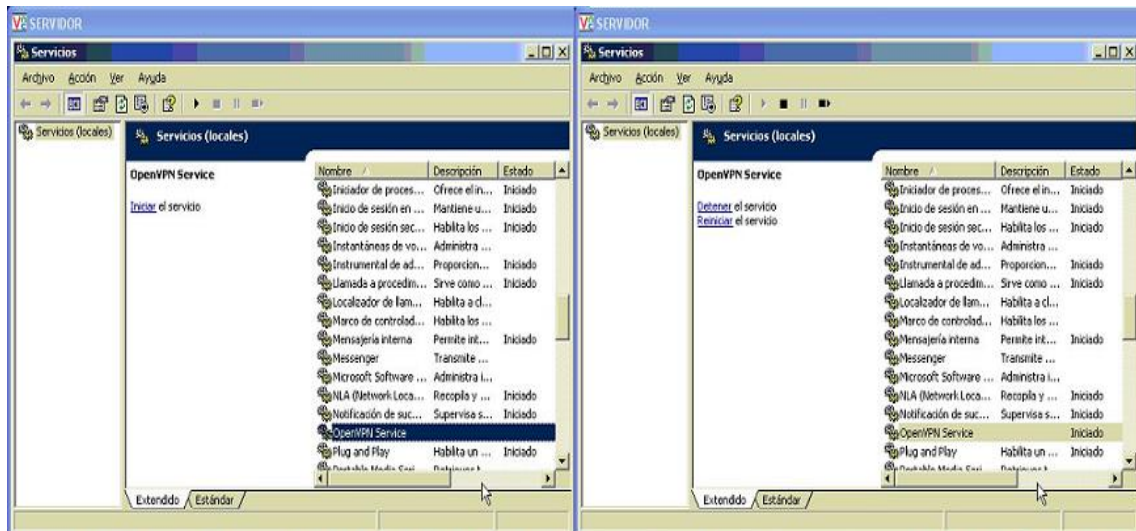 SERVIDOR
Servicios
Archivo Acción Ver Ayuda
Servicios (locales)
Servicios (locales)
OpenVPN Service
Iniciar el servicio
Nombre Descripción Estado
Iniciador de proces... Ofrece el in... Iniciado
Inicio de sesión en ... Mantiene u... Iniciado
Inicio de sesión sec... Habilita los ... Iniciado
Instantáneas de vo... Administra ...
Instrumental de ad... Proporcion... Iniciado
Llamada a procedim... Sirve como ... Iniciado
Localizador de llam... Habilita a cl...
Marco de controlad... Habilita los ...
Mensajería interna Permite int... Iniciado
Messenger Transmite ...
Microsoft Software ... Administra i...
NLA (Network Loca... Recopila y ... Iniciado
Notificación de suc... Supervisa s... Iniciado
OpenVPN Service
Plug and Play Habilita un ... Iniciado
Portable Media Seri...
Extendido Estándar
SERVIDOR
Servicios
Archivo Acción Ver Ayuda
Servicios (locales)
Servicios (locales)
OpenVPN Service
Detener el servicio
Reiniciar el servicio
Nombre Descripción Estado
Iniciador de proces... Ofrece el in... Iniciado
Inicio de sesión en ... Mantiene u... Iniciado
Inicio de sesión sec... Habilita los ... Iniciado
Instantáneas de vo... Administra ...
Instrumental de ad... Proporcion... Iniciado
Llamada a procedim... Sirve como ... Iniciado
Localizador de llam... Habilita a cl...
Marco de controlad... Habilita los ...
Mensajería interna Permite int... Iniciado
Messenger Transmite ...
Microsoft Software ... Administra i...
NLA (Network Loca... Recopila y ... Iniciado
Notificación de suc... Supervisa s... Iniciado
OpenVPN Service Iniciado
Plug and Play Habilita un ... Iniciado
Portable Media Seri...
Extendido Estándar